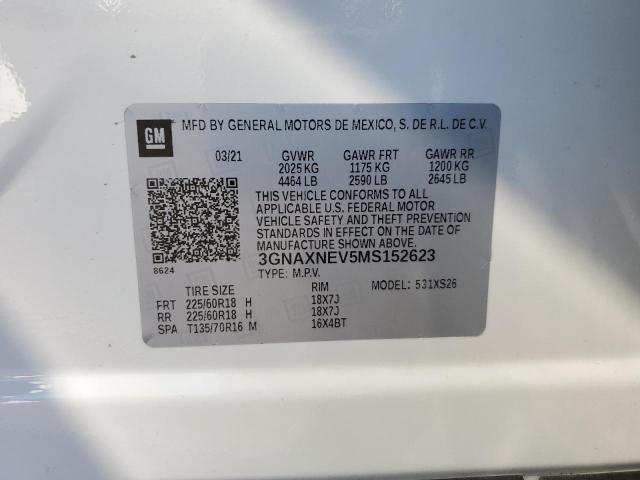 GM MFD BY GENERAL MOTORS DE MEXICO, S. DE R.L. DE C.V.
03/21 GVWR GAWR FRT GAWR RR
2025 KG 1175 KG 1200 KG
4464 LB 2590 LB 2645 LB
THIS VEHICLE CONFORMS TO ALL
APPLICABLE U.S. FEDERAL MOTOR
VEHICLE SAFETY AND THEFT PREVENTION
STANDARDS IN EFFECT ON THE DATE OF
MANUFACTURE SHOWN ABOVE.
3GNAXNEV5MS152623
8624
TYPE: M.P.V. MODEL: 531XS26
TIRE SIZE RIM
FRT 225/60R18 H 18X7J
RR 225/60R18 H 18X7J
SPA T135/70R16 M 16X4BT